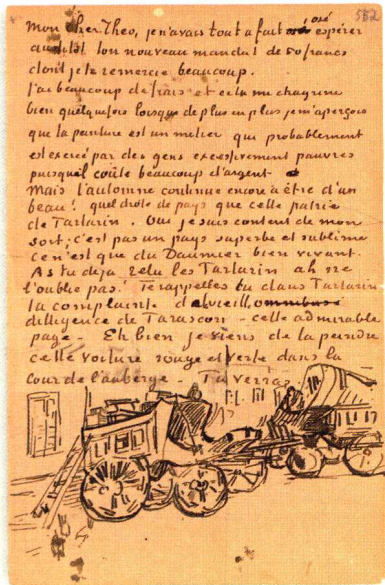 552
mon cher Theo, je n'avais tout a fait osé espérer
aussitôt ton nouveau mandat de 50 francs
dont je te remercie beaucoup.
J'ai beaucoup de frais et cela me chagrine
bien quelquefois lorsque de plus en plus je m'aperçois
que la peinture est un metier qui probablement
est exercé par des gens excessivement pauvres
puisqu'el coûte beaucoup d'argent
mais l'automne continue encore à être d'un
beau! quel drole de pays que cette patrie
de Tartarin. Oui je suis content de mon
sort; c'est pas un pays superbe et sublime
ce n'est que du Daumier bien vivant.
As tu deja relu les Tartarin ah ne
l'oublie pas. Te rappelles tu dans Tartarin
la complainte de la vieille
dilligence de Tarascon - cette admirable
page. Eh bien je viens de la peindre
cette voiture rouge et verte dans la
cour de l'auberge - Tu verras